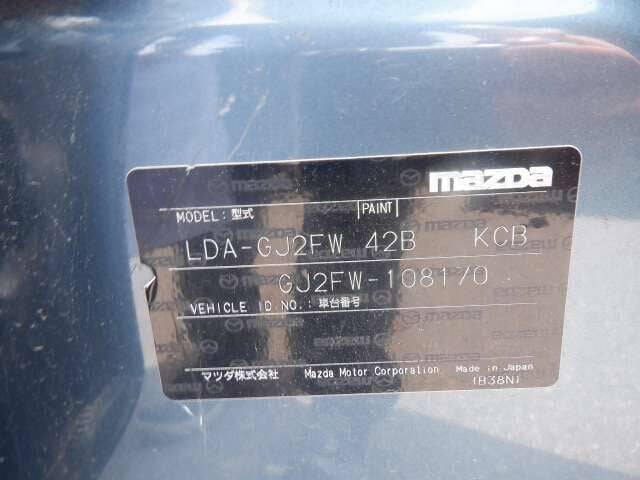 mazda
MODEL: 型式 PAINT
LDA-GJ2FW 42B KCB
GJ2FW-108170
VEHICLE ID NO.: 車台番号
マツダ株式会社 Mazda Motor Corporation Made in Japan
(B38N)